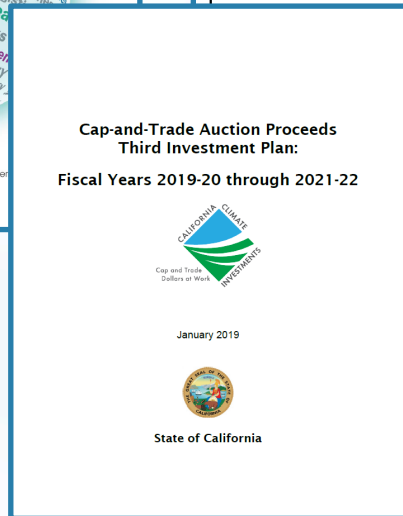 Cap-and-Trade Auction Proceeds
Third Investment Plan:
Fiscal Years 2019-20 through 2021-22
CALIFORNIA CLIMATE
INVESTMENTS
Cap and Trade
Dollars at Work
January 2019
State of California